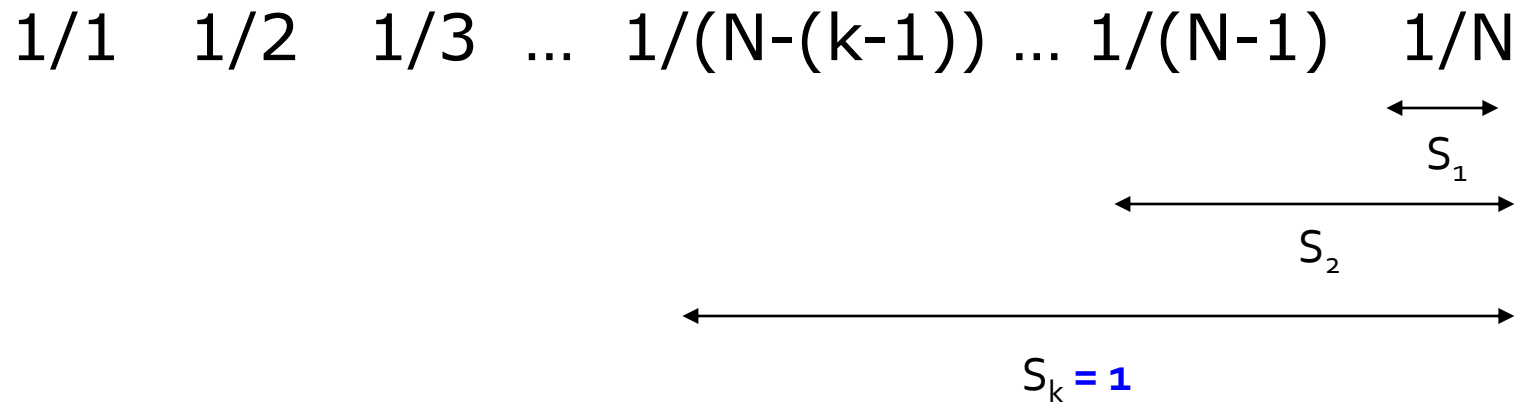 1/1 1/2 1/3 … 1/(N-(k-1)) … 1/(N-1) 1/N
S₁
S₂
Sₖ = 1